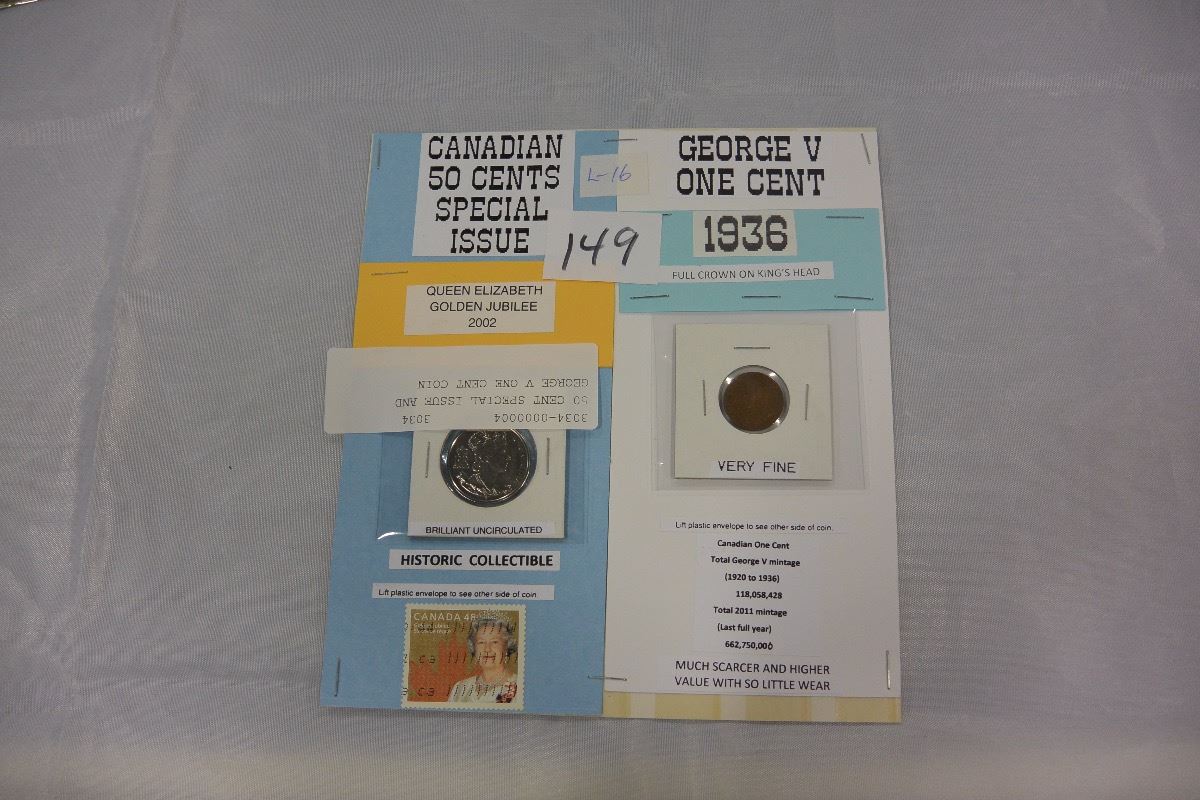 CANADIAN
50 CENTS
SPECIAL
ISSUE
L-16
149
QUEEN ELIZABETH
GOLDEN JUBILEE
2002
3034-0000004 3034
50 CENT SPECIAL ISSUE AND
GEORGE V ONE CENT COIN
BRILLIANT UNCIRCULATED
HISTORIC COLLECTIBLE
Lift plastic envelope to see other side of coin.
CANADA 48
GEORGE V
ONE CENT
1936
FULL CROWN ON KING'S HEAD
VERY FINE
Lift plastic envelope to see other side of coin.
Canadian One Cent
Total George V mintage
(1920 to 1936)
118,058,428
Total 2011 mintage
(Last full year)
662,750,000
MUCH SCARCER AND HIGHER
VALUE WITH SO LITTLE WEAR